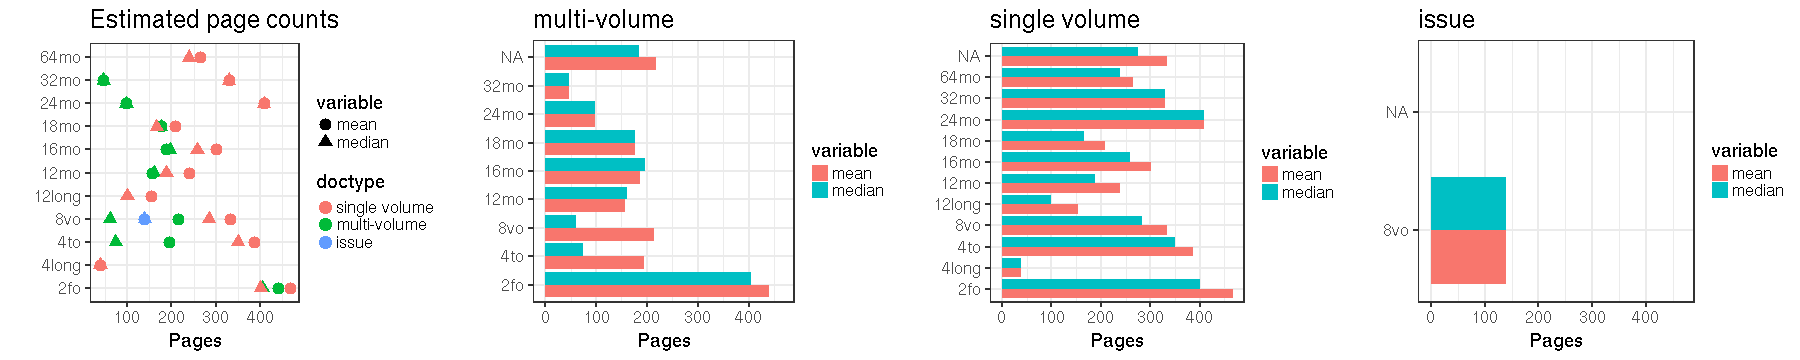 Estimated page counts
64mo
32mo
24mo
18mo
16mo
12mo
12long
8vo
4to
4long
2fo
100 200 300 400
Pages
variable
mean
median
doctype
single volume
multi-volume
issue
multi-volume
NA
32mo
24mo
18mo
16mo
12mo
8vo
4to
2fo
0 100 200 300 400
Pages
variable
mean
median
single volume
NA
64mo
32mo
24mo
18mo
16mo
12mo
12long
8vo
4to
4long
2fo
0 100 200 300 400
Pages
variable
mean
median
issue
NA
8vo
0 100 200 300 400
Pages
variable
mean
median